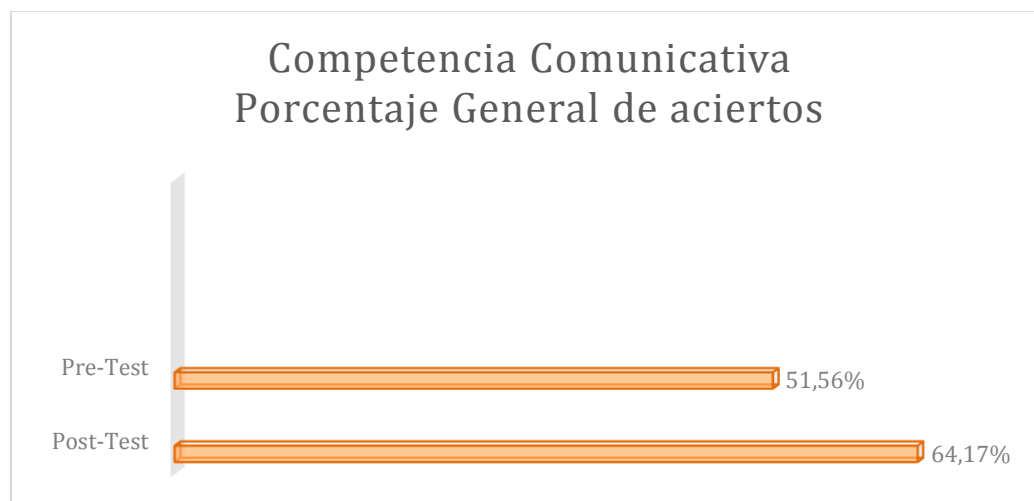 Competencia Comunicativa
Porcentaje General de aciertos
Pre-Test
51,56%
Post-Test
64,17%